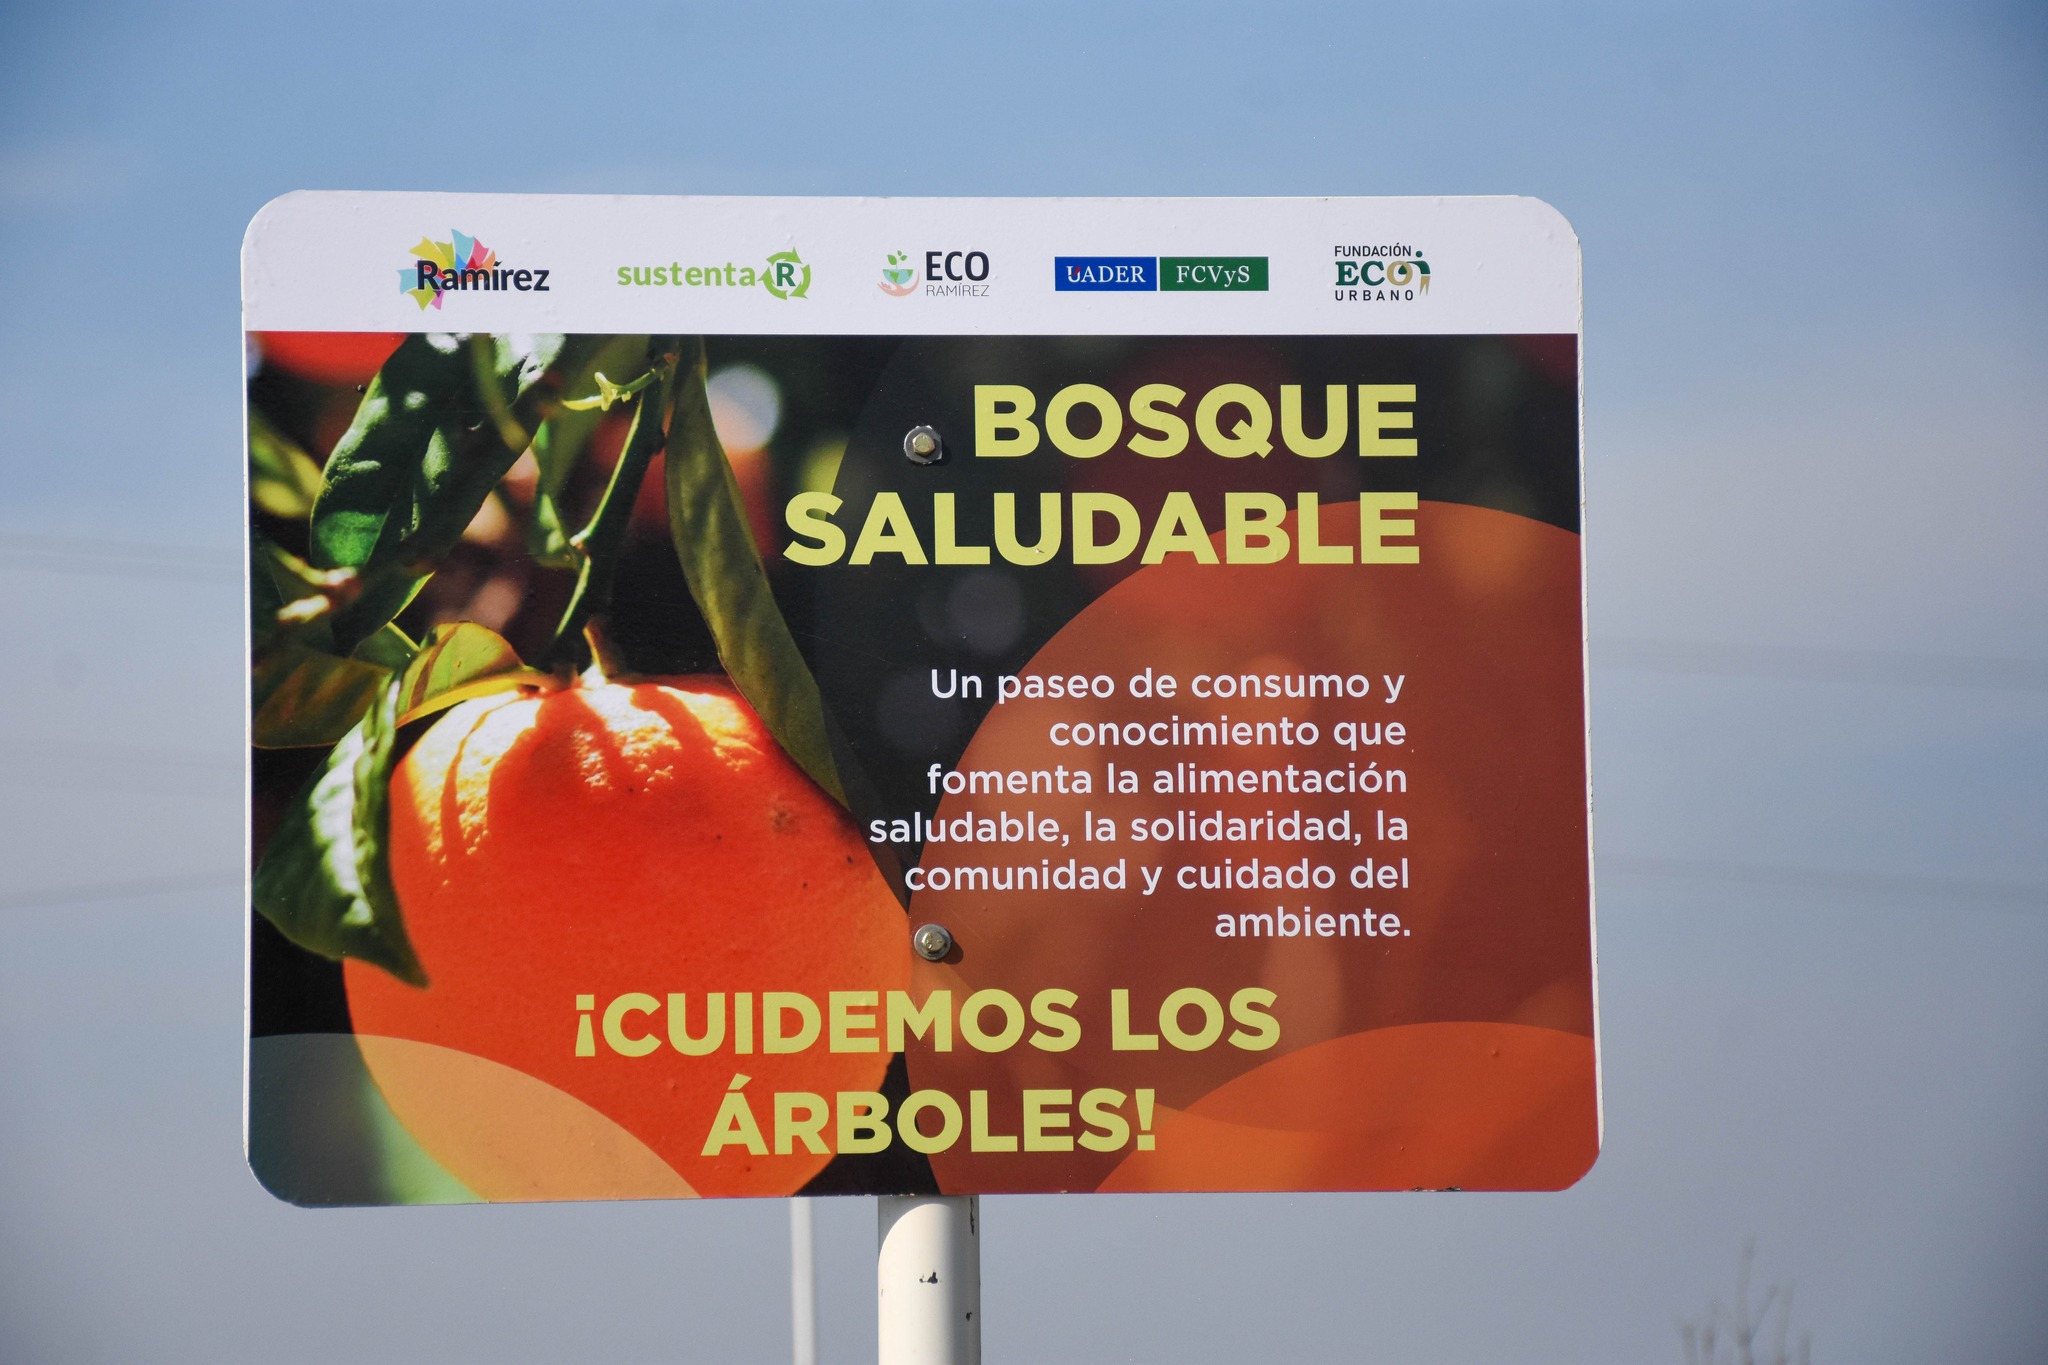 Ramírez
sustenta R
ECO
RAMÍREZ
UADER FCVyS
FUNDACIÓN
ECO
URBANO
BOSQUE
SALUDABLE
Un paseo de consumo y
conocimiento que
fomenta la alimentación
saludable, la solidaridad, la
comunidad y cuidado del
ambiente.
¡CUIDEMOS LOS
ÁRBOLES!